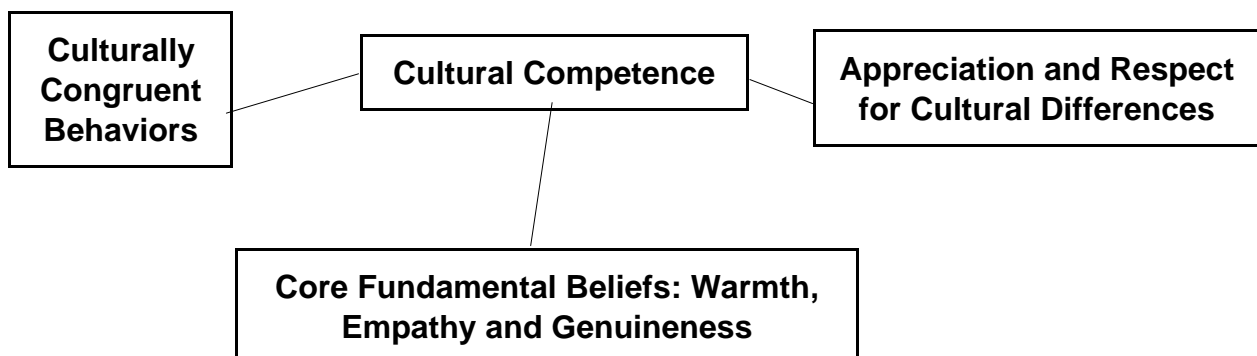 Culturally
Congruent
Behaviors
Cultural Competence
Appreciation and Respect
for Cultural Differences
Core Fundamental Beliefs: Warmth,
Empathy and Genuineness